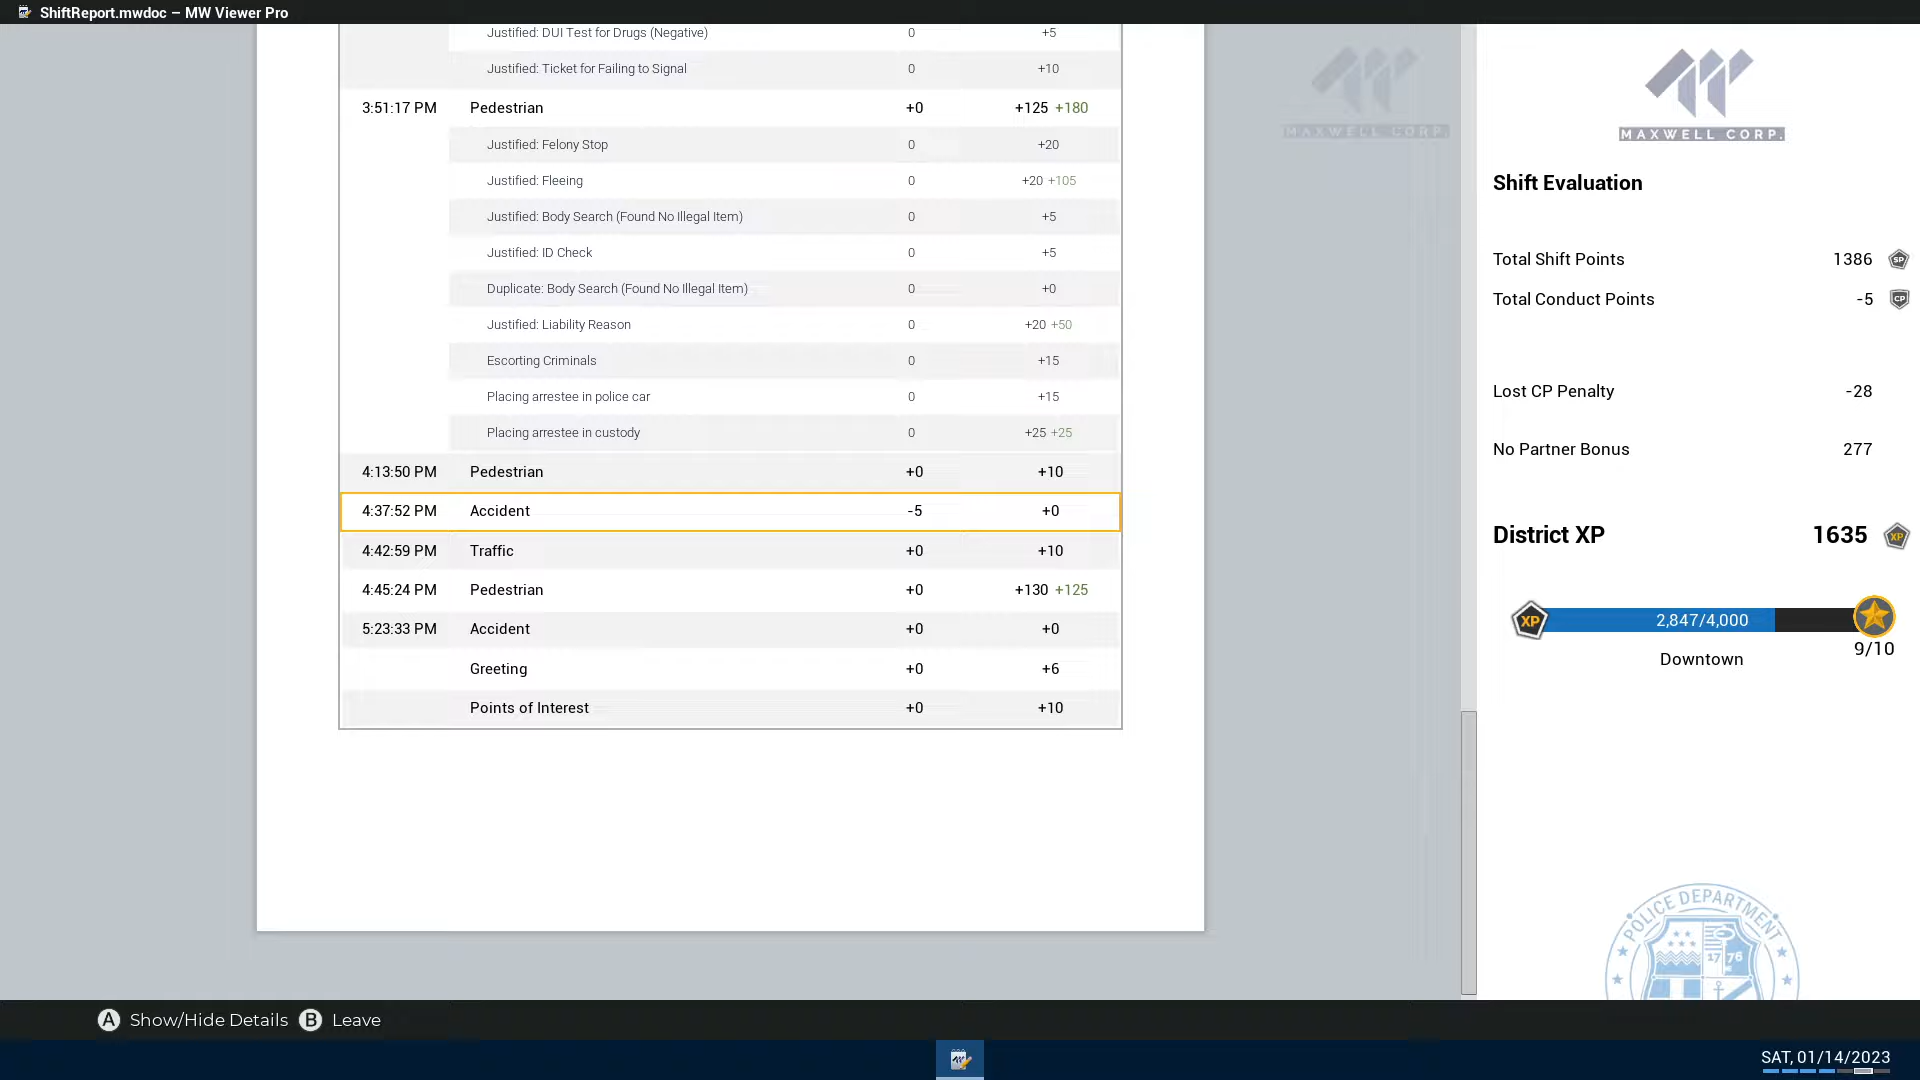 ShiftReport.mwdoc – MW Viewer Pro
Justified: DUI Test for Drugs (Negative) 0 +5
Justified: Ticket for Failing to Signal 0 +10
3:51:17 PM Pedestrian +0 +125 +180
Justified: Felony Stop 0 +20
Justified: Fleeing 0 +20 +105
Justified: Body Search (Found No Illegal Item) 0 +5
Justified: ID Check 0 +5
Duplicate: Body Search (Found No Illegal Item) 0 +0
Justified: Liability Reason 0 +20 +50
Escorting Criminals 0 +15
Placing arrestee in police car 0 +15
Placing arrestee in custody 0 +25 +25
4:13:50 PM Pedestrian +0 +10
4:37:52 PM Accident -5 +0
4:42:59 PM Traffic +0 +10
4:45:24 PM Pedestrian +0 +130 +125
5:23:33 PM Accident +0 +0
Greeting +0 +6
Points of Interest +0 +10
MAXWELL CORP.
MAXWELL CORP.
Shift Evaluation
Total Shift Points 1386 SP
Total Conduct Points -5 CP
Lost CP Penalty -28
No Partner Bonus 277
District XP 1635 XP
XP 2,847/4,000
9/10
Downtown
POLICE DEPARTMENT
17 76
A Show/Hide Details B Leave
SAT, 01/14/2023